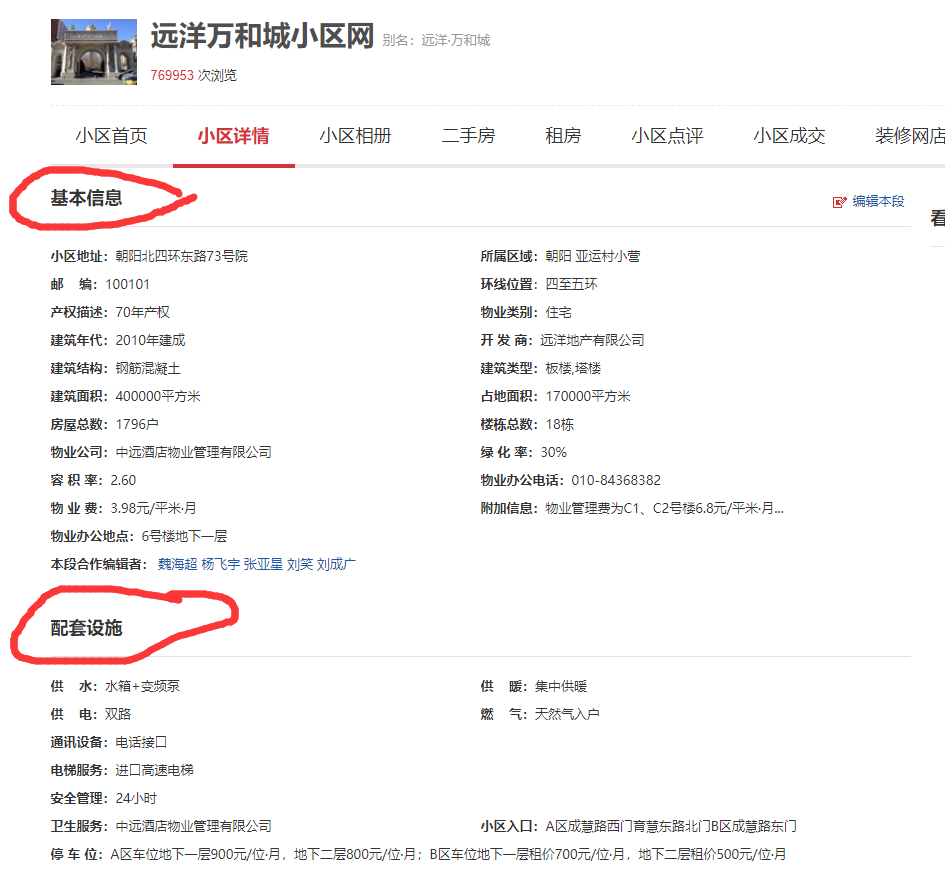 远洋万和城小区网 别名：远洋·万和城
769953 次浏览
小区首页 小区详情 小区相册 二手房 租房 小区点评 小区成交 装修网店
基本信息 编辑本段
看
小区地址：朝阳北四环东路73号院 所属区域：朝阳 亚运村小营
邮 编：100101 环线位置：四至五环
产权描述：70年产权 物业类别：住宅
建筑年代：2010年建成 开 发 商：远洋地产有限公司
建筑结构：钢筋混凝土 建筑类型：板楼,塔楼
建筑面积：400000平方米 占地面积：170000平方米
房屋总数：1796户 楼栋总数：18栋
物业公司：中远酒店物业管理有限公司 绿 化 率：30%
容 积 率：2.60 物业办公电话：010-84368382
物 业 费：3.98元/平米·月 附加信息：物业管理费为C1、C2号楼6.8元/平米·月...
物业办公地点：6号楼地下一层
本段合作编辑者：魏海超 杨飞宇 张亚星 刘笑 刘成广
配套设施
供 水：水箱+变频泵 供 暖：集中供暖
供 电：双路 燃 气：天然气入户
通讯设备：电话接口
电梯服务：进口高速电梯
安全管理：24小时
卫生服务：中远酒店物业管理有限公司 小区入口：A区成慧路西门育慧东路北门B区成慧路东门
停 车 位：A区车位地下一层900元/位·月，地下二层800元/位·月；B区车位地下一层租价700元/位·月，地下二层租价500元/位·月